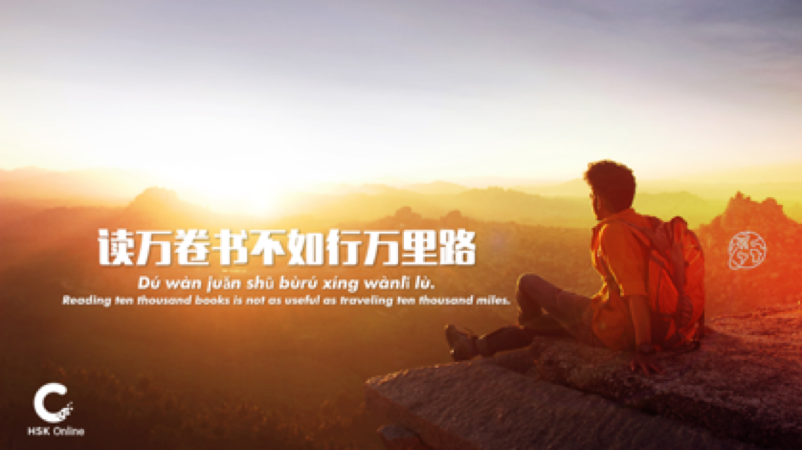 读万卷书不如行万里路
Dú wàn juǎn shū bùrú xíng wànlǐ lù.
Reading ten thousand books is not as useful as traveling ten thousand miles.
HSK Online